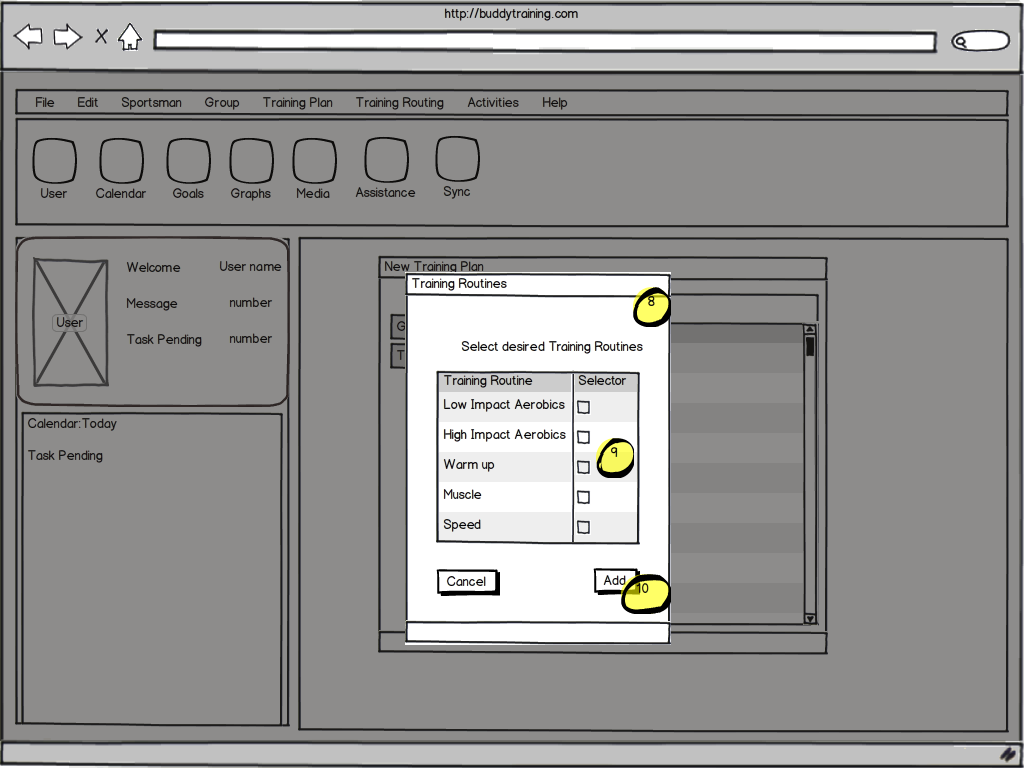 http://buddytraining.com
X
File Edit Sportsman Group Training Plan Training Routing Activities Help
User Calendar Goals Graphs Media Assistance Sync
Welcome User name
Message number
User
Task Pending number
Calendar:Today
Task Pending
New Training Plan
Training Routines
8
G
T
Select desired Training Routines
Training Routine Selector
Low Impact Aerobics
High Impact Aerobics
9
Warm up
Muscle
Speed
Cancel Add
10